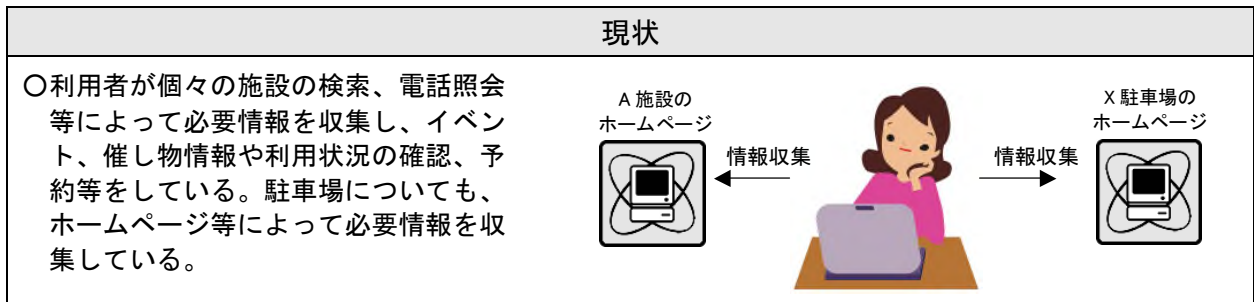 現状
〇利用者が個々の施設の検索、電話照会
等によって必要情報を収集し、イベン
ト、催し物情報や利用状況の確認、予
約等をしている。駐車場についても、
ホームページ等によって必要情報を収
集している。
A 施設の
ホームページ
情報収集
X 駐車場の
ホームページ
情報収集